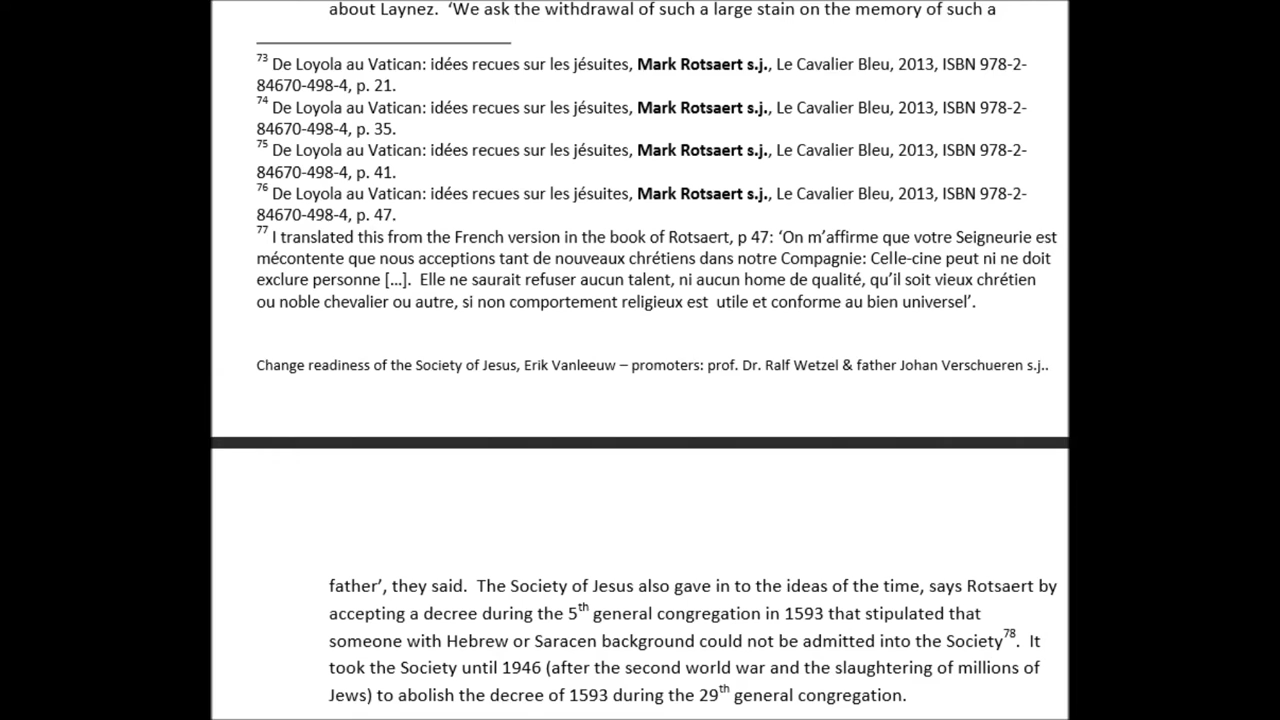 about Laynez.  ‘We ask the withdrawal of such a large stain on the memory of such a
73 De Loyola au Vatican: idées recues sur les jésuites, Mark Rotsaert s.j., Le Cavalier Bleu, 2013, ISBN 978-2-
84670-498-4, p. 21.
74 De Loyola au Vatican: idées recues sur les jésuites, Mark Rotsaert s.j., Le Cavalier Bleu, 2013, ISBN 978-2-
84670-498-4, p. 35.
75 De Loyola au Vatican: idées recues sur les jésuites, Mark Rotsaert s.j., Le Cavalier Bleu, 2013, ISBN 978-2-
84670-498-4, p. 41.
76 De Loyola au Vatican: idées recues sur les jésuites, Mark Rotsaert s.j., Le Cavalier Bleu, 2013, ISBN 978-2-
84670-498-4, p. 47.
77 I translated this from the French version in the book of Rotsaert, p 47: ‘On m’affirme que votre Seigneurie est
mécontente que nous acceptions tant de nouveaux chrétiens dans notre Compagnie: Celle-cine peut ni ne doit
exclure personne […].  Elle ne saurait refuser aucun talent, ni aucun home de qualité, qu’il soit vieux chrétien
ou noble chevalier ou autre, si non comportement religieux est  utile et conforme au bien universel’.
Change readiness of the Society of Jesus, Erik Vanleeuw – promoters: prof. Dr. Ralf Wetzel & father Johan Verschueren s.j..
father’, they said.  The Society of Jesus also gave in to the ideas of the time, says Rotsaert by
accepting a decree during the 5th general congregation in 1593 that stipulated that
someone with Hebrew or Saracen background could not be admitted into the Society78.  It
took the Society until 1946 (after the second world war and the slaughtering of millions of
Jews) to abolish the decree of 1593 during the 29th general congregation.